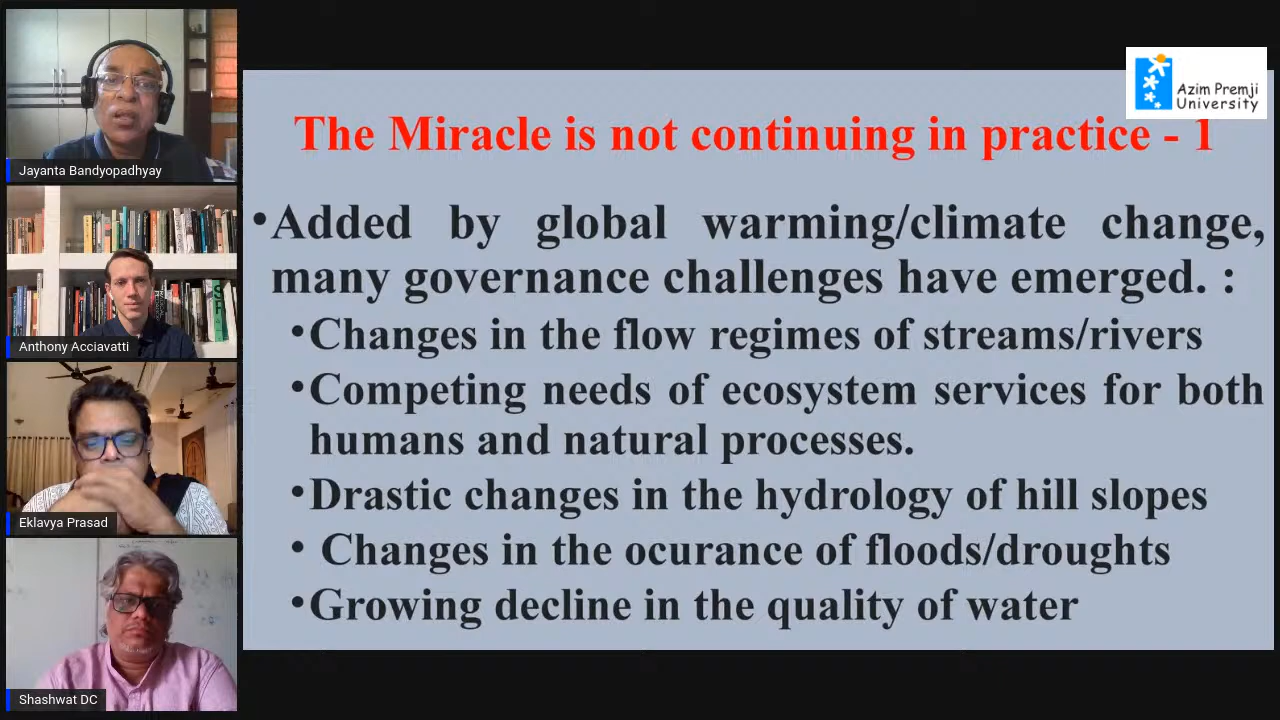 Jayanta Bandyopadhyay
Anthony Acciavatti
Eklavya Prasad
Shashwat DC
Azim Premji
University
The Miracle is not continuing in practice - 1
•Added by global warming/climate change,
many governance challenges have emerged. :
•Changes in the flow regimes of streams/rivers
•Competing needs of ecosystem services for both
humans and natural processes.
•Drastic changes in the hydrology of hill slopes
• Changes in the ocurance of floods/droughts
•Growing decline in the quality of water